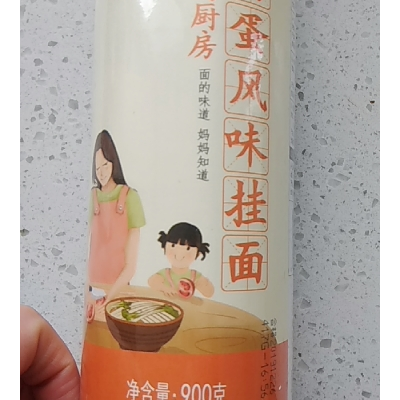 蛋风味挂面
厨房
面的味道 妈妈知道
净含量:900克